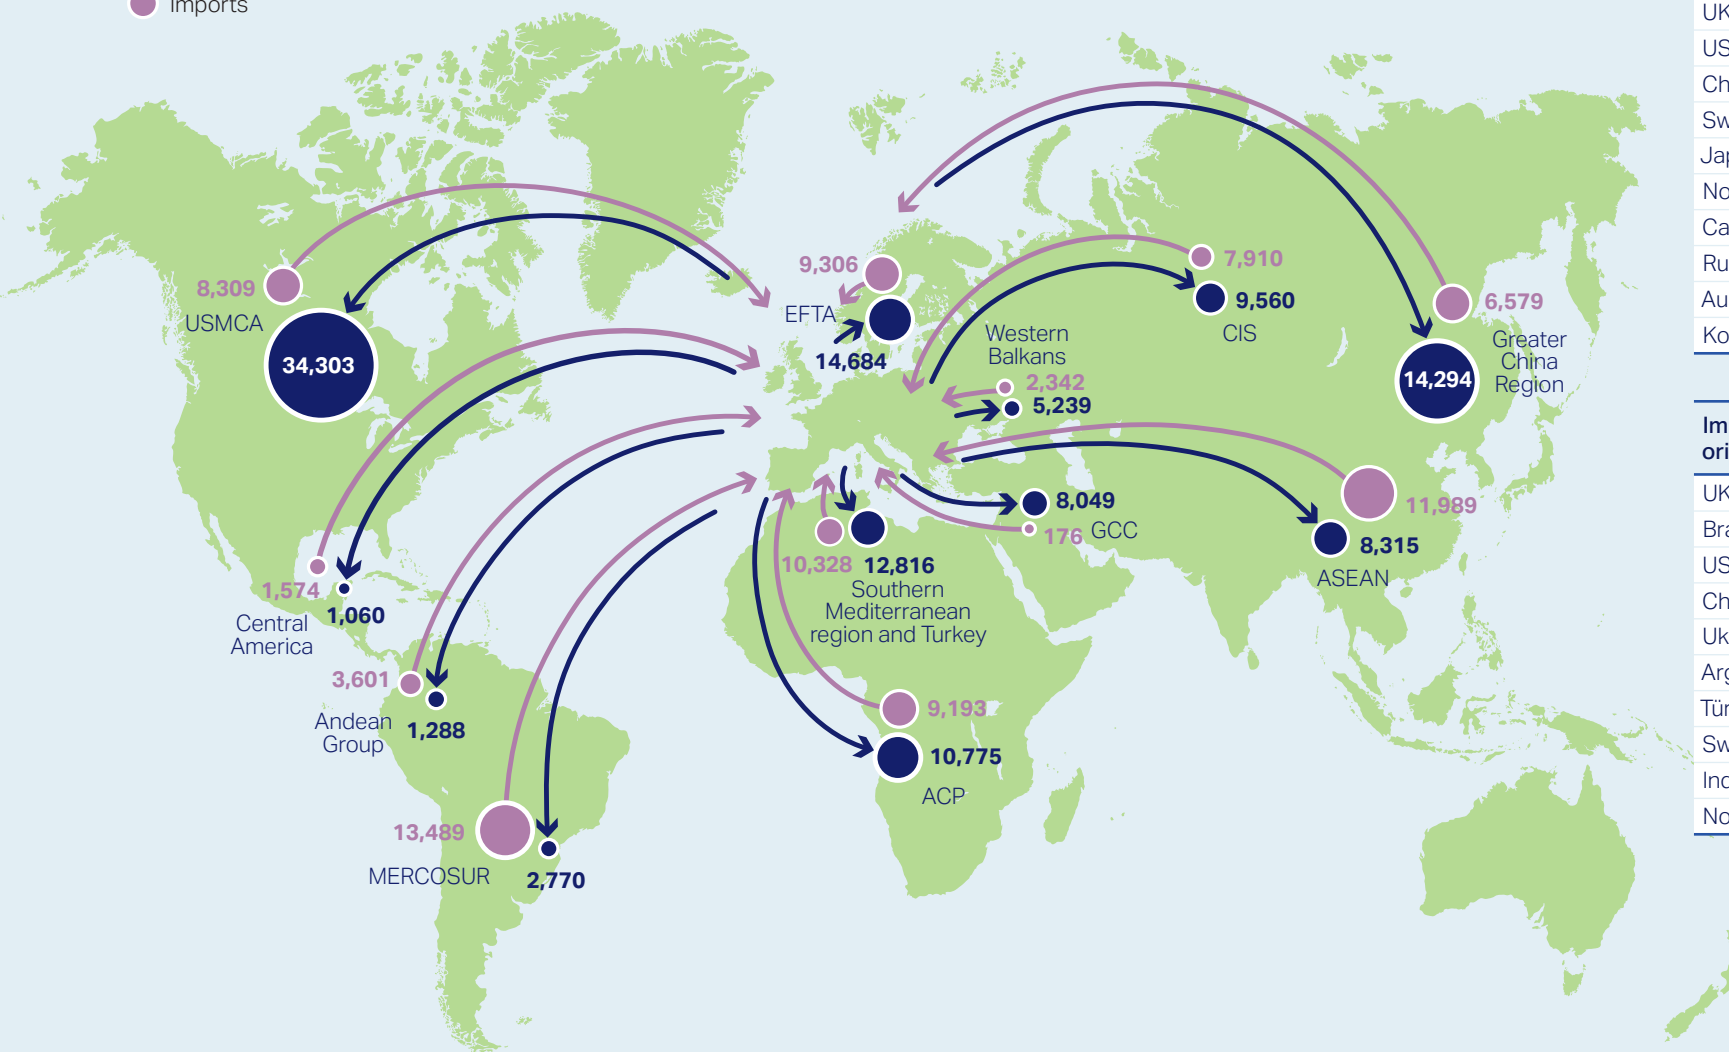 Imports
8,309
USMCA
34,303
9,306
EFTA
14,684
7,910
9,560
CIS
Western
Balkans
2,342
5,239
6,579
Greater
China
Region
14,294
11,989
8,315
ASEAN
8,049
176 GCC
10,328 12,816
Southern
Mediterranean
region and Turkey
1,574
1,060
Central
America
3,601
Andean
Group
1,288
9,193
10,775
ACP
13,489
MERCOSUR
2,770
UK
US
Ch
Sw
Jap
No
Ca
Ru
Au
Ko
Im
ori
UK
Bra
US
Ch
Uk
Arg
Tür
Sw
Ind
No